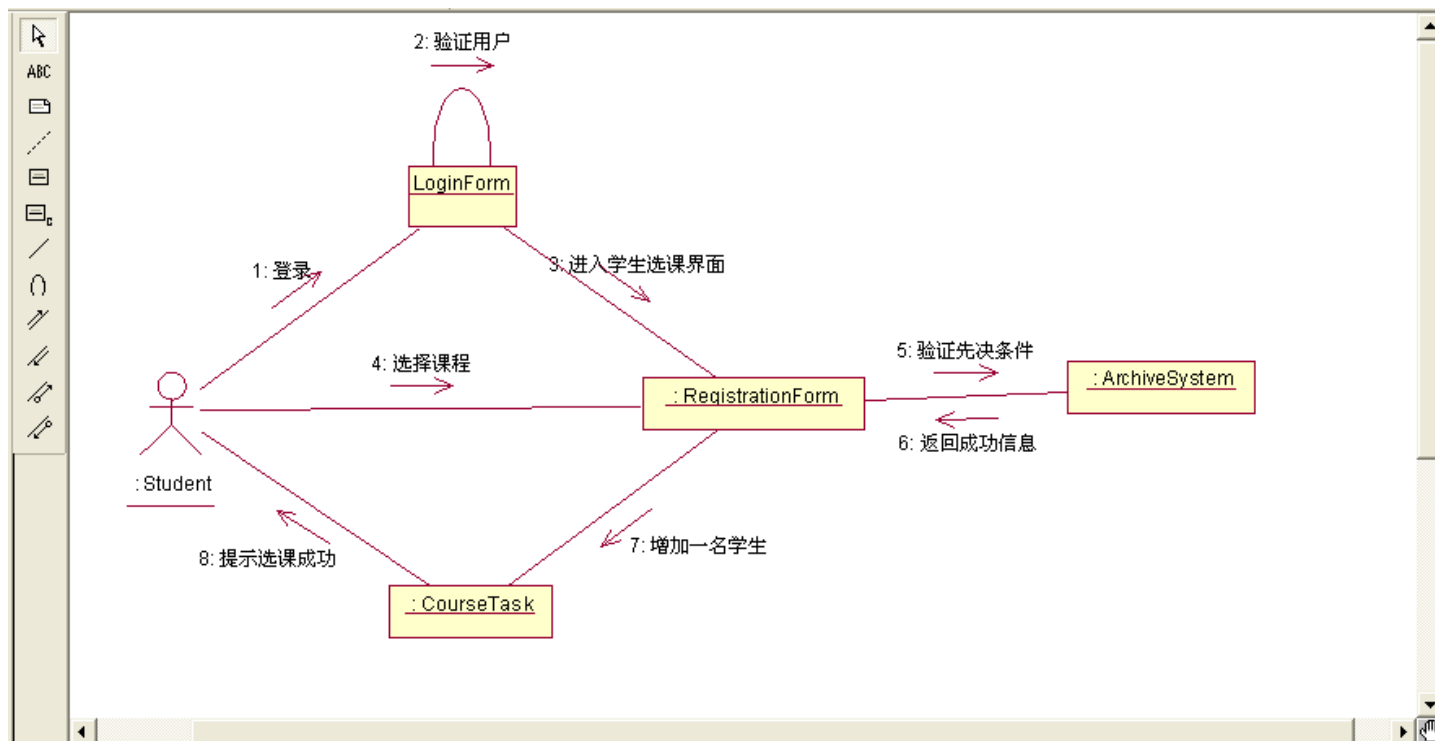 2: 验证用户
ABC
LoginForm
1: 登录
3: 进入学生选课界面
4: 选择课程
5: 验证先决条件
: ArchiveSystem
: RegistrationForm
6: 返回成功信息
: Student
7: 增加一名学生
8: 提示选课成功
: CourseTask
c